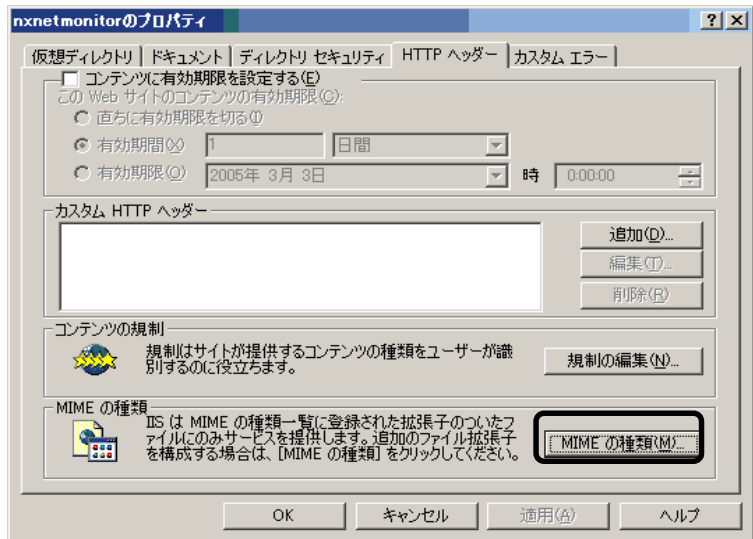 nxnetmonitorのプロパティ
仮想ディレクトリ ドキュメント ディレクトリ セキュリティ HTTP ヘッダー カスタム エラー
コンテンツに有効期限を設定する(E)
この Web サイトのコンテンツの有効期限(C):
直ちに有効期限を切る(I)
有効期間(X) 1 日間
有効期限(O) 2005年 3月 3日 時 0:00:00
カスタム HTTP ヘッダー
追加(D)...
編集(T)...
削除(R)
コンテンツの規制
規制はサイトが提供するコンテンツの種類をユーザーが識
別するのに役立ちます。
規制の編集(N)...
MIME の種類
IIS は MIME の種類一覧に登録された拡張子のついたフ
ァイルにのみサービスを提供します。追加のファイル拡張子
を構成する場合は、[MIME の種類] をクリックしてください。
MIME の種類(M)...
OK キャンセル 適用(A) ヘルプ